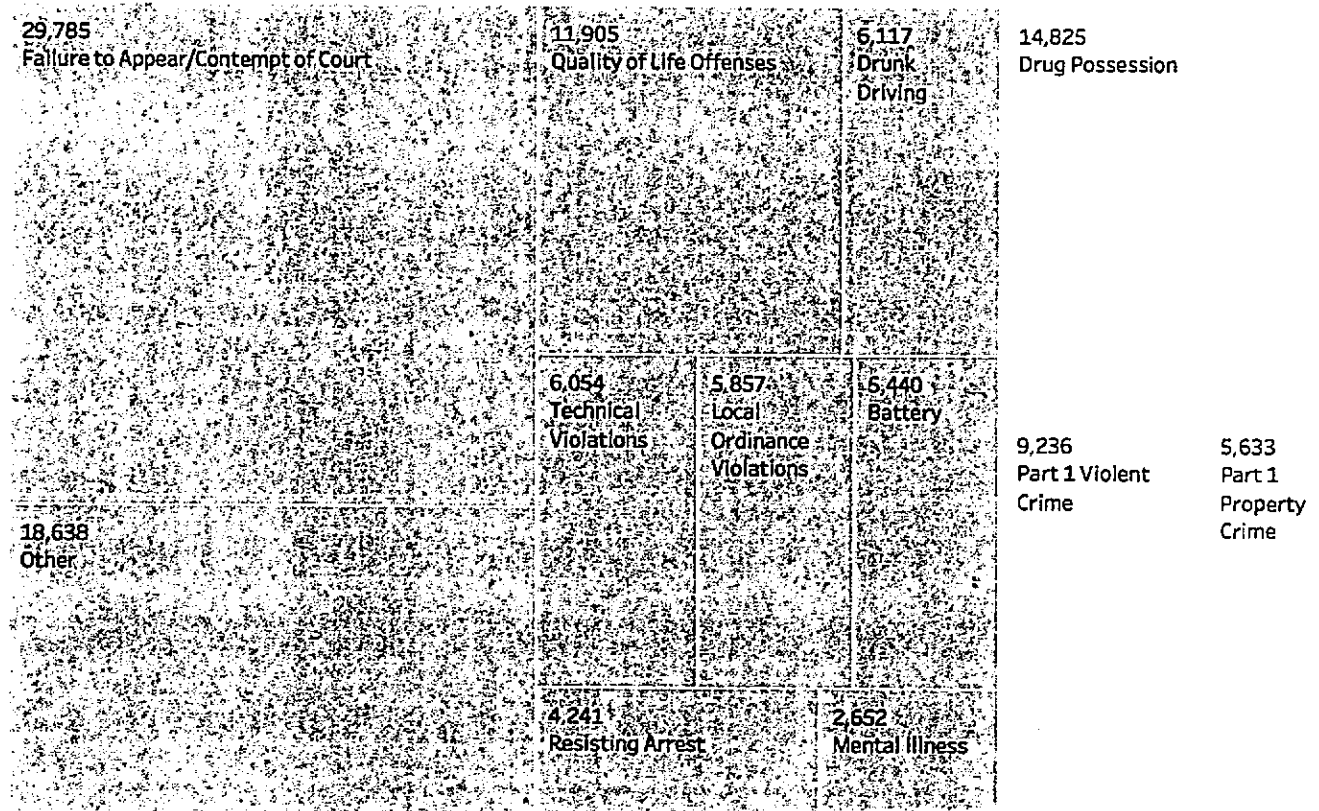 29,785
Failure to Appear/Contempt of Court
11,905
Quality of Life Offenses
6,117
Drunk
Driving
14,825
Drug Possession
6,054
Technical
Violations
5,857
Local
Ordinance
Violations
5,440
Battery
9,236
Part 1 Violent
Crime
5,633
Part 1
Property
Crime
18,638
Other
4,241
Resisting Arrest
2,652
Mental Illness